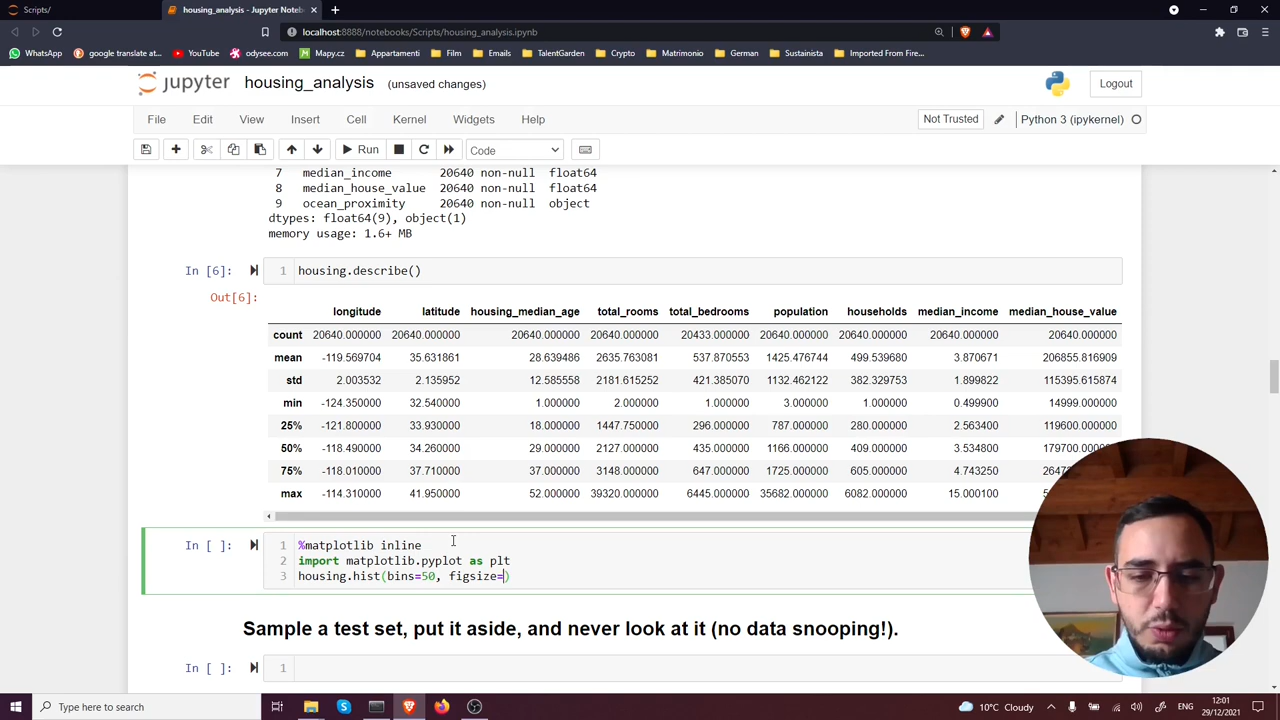 Scripts/
housing_analysis - Jupyter Noteb
localhost:8888/notebooks/Scripts/housing_analysis.ipynb
WhatsApp google translate at... YouTube odysee.com Mapy.cz Appartamenti Film Emails TalentGarden Crypto Matrimonio German Sustainista Imported From Fire...
jupyter housing_analysis (unsaved changes) Logout
File Edit View Insert Cell Kernel Widgets Help Not Trusted Python 3 (ipykernel)
Run Code
7 median_income 20640 non-null float64
8 median_house_value 20640 non-null float64
9 ocean_proximity 20640 non-null object
dtypes: float64(9), object(1)
memory usage: 1.6+ MB
In [6]: 1 housing.describe()
Out[6]:
longitude latitude housing_median_age total_rooms total_bedrooms population households median_income median_house_value
count 20640.000000 20640.000000 20640.000000 20640.000000 20433.000000 20640.000000 20640.000000 20640.000000 20640.000000
mean -119.569704 35.631861 28.639486 2635.763081 537.870553 1425.476744 499.539680 3.870671 206855.816909
std 2.003532 2.135952 12.585558 2181.615252 421.385070 1132.462122 382.329753 1.899822 115395.615874
min -124.350000 32.540000 1.000000 2.000000 1.000000 3.000000 1.000000 0.499900 14999.000000
25% -121.800000 33.930000 18.000000 1447.750000 296.000000 787.000000 280.000000 2.563400 119600.000000
50% -118.490000 34.260000 29.000000 2127.000000 435.000000 1166.000000 409.000000 3.534800 179700.0000
75% -118.010000 37.710000 37.000000 3148.000000 647.000000 1725.000000 605.000000 4.743250 2647
max -114.310000 41.950000 52.000000 39320.000000 6445.000000 35682.000000 6082.000000 15.000100
In [ ]: 1 %matplotlib inline
2 import matplotlib.pyplot as plt
3 housing.hist(bins=50, figsize=)
Sample a test set, put it aside, and never look at it (no data snooping!).
In [ ]: 1
Type here to search 10°C Cloudy ENG 12:01
29/12/2021